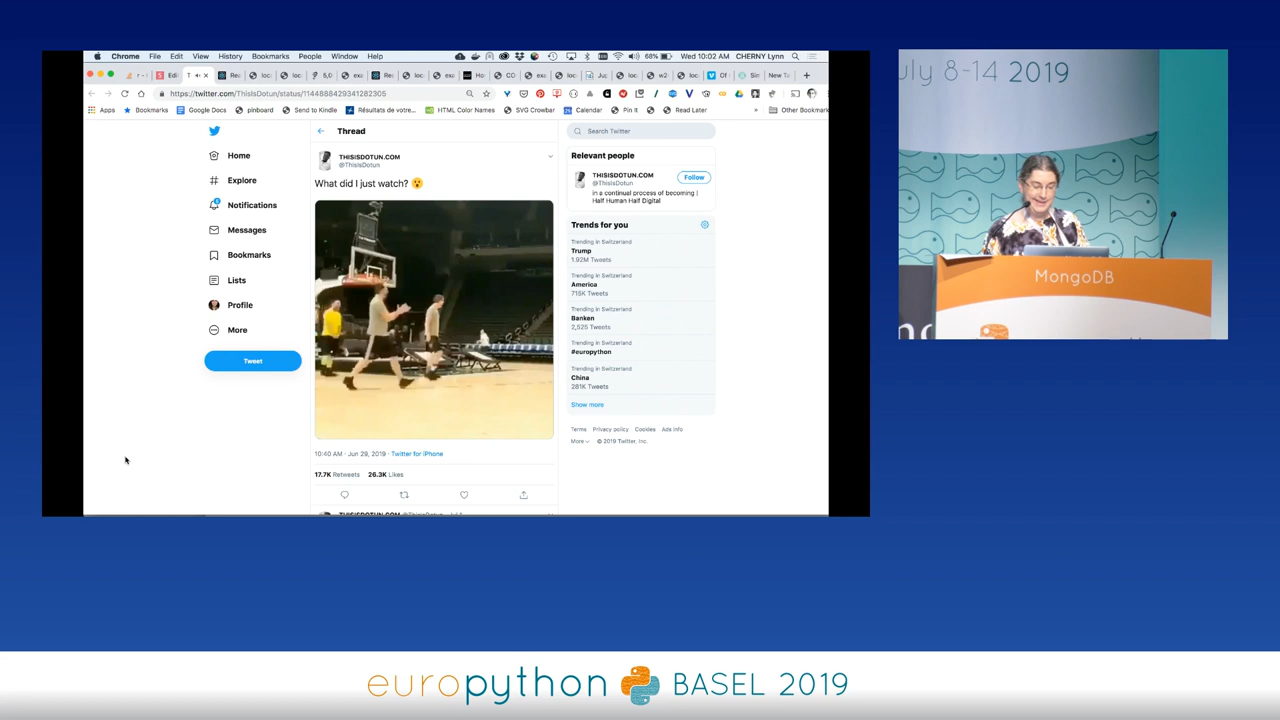 Chrome File Edit View History Bookmarks People Window Help
68% Wed 10:02 AM CHERNY Lynn
https://twitter.com/ThisIsDotun/status/1144888429341282305
Apps Bookmarks Google Docs pinboard Send to Kindle Résultats de votre... HTML Color Names SVG Crowbar Calendar Pin It Read Later » Other Bookmark
Home
Explore
Notifications
Messages
Bookmarks
Lists
Profile
More
Tweet
Thread
THISISDOTUN.COM
@ThisIsDotun
What did I just watch? 😮
10:40 AM · Jun 29, 2019 · Twitter for iPhone
17.7K Retweets 26.3K Likes
Search Twitter
Relevant people
THISISDOTUN.COM
@ThisIsDotun
Follow
in a continual process of becoming |
Half Human Half Digital
Trends for you
Trending in Switzerland
Trump
1.92M Tweets
Trending in Switzerland
America
715K Tweets
Trending in Switzerland
Banken
2,525 Tweets
Trending in Switzerland
#europython
Trending in Switzerland
China
281K Tweets
Show more
Terms Privacy policy Cookies Ads info
More © 2019 Twitter, Inc.
uly 8-14 2019
MongoDB
europython BASEL 2019